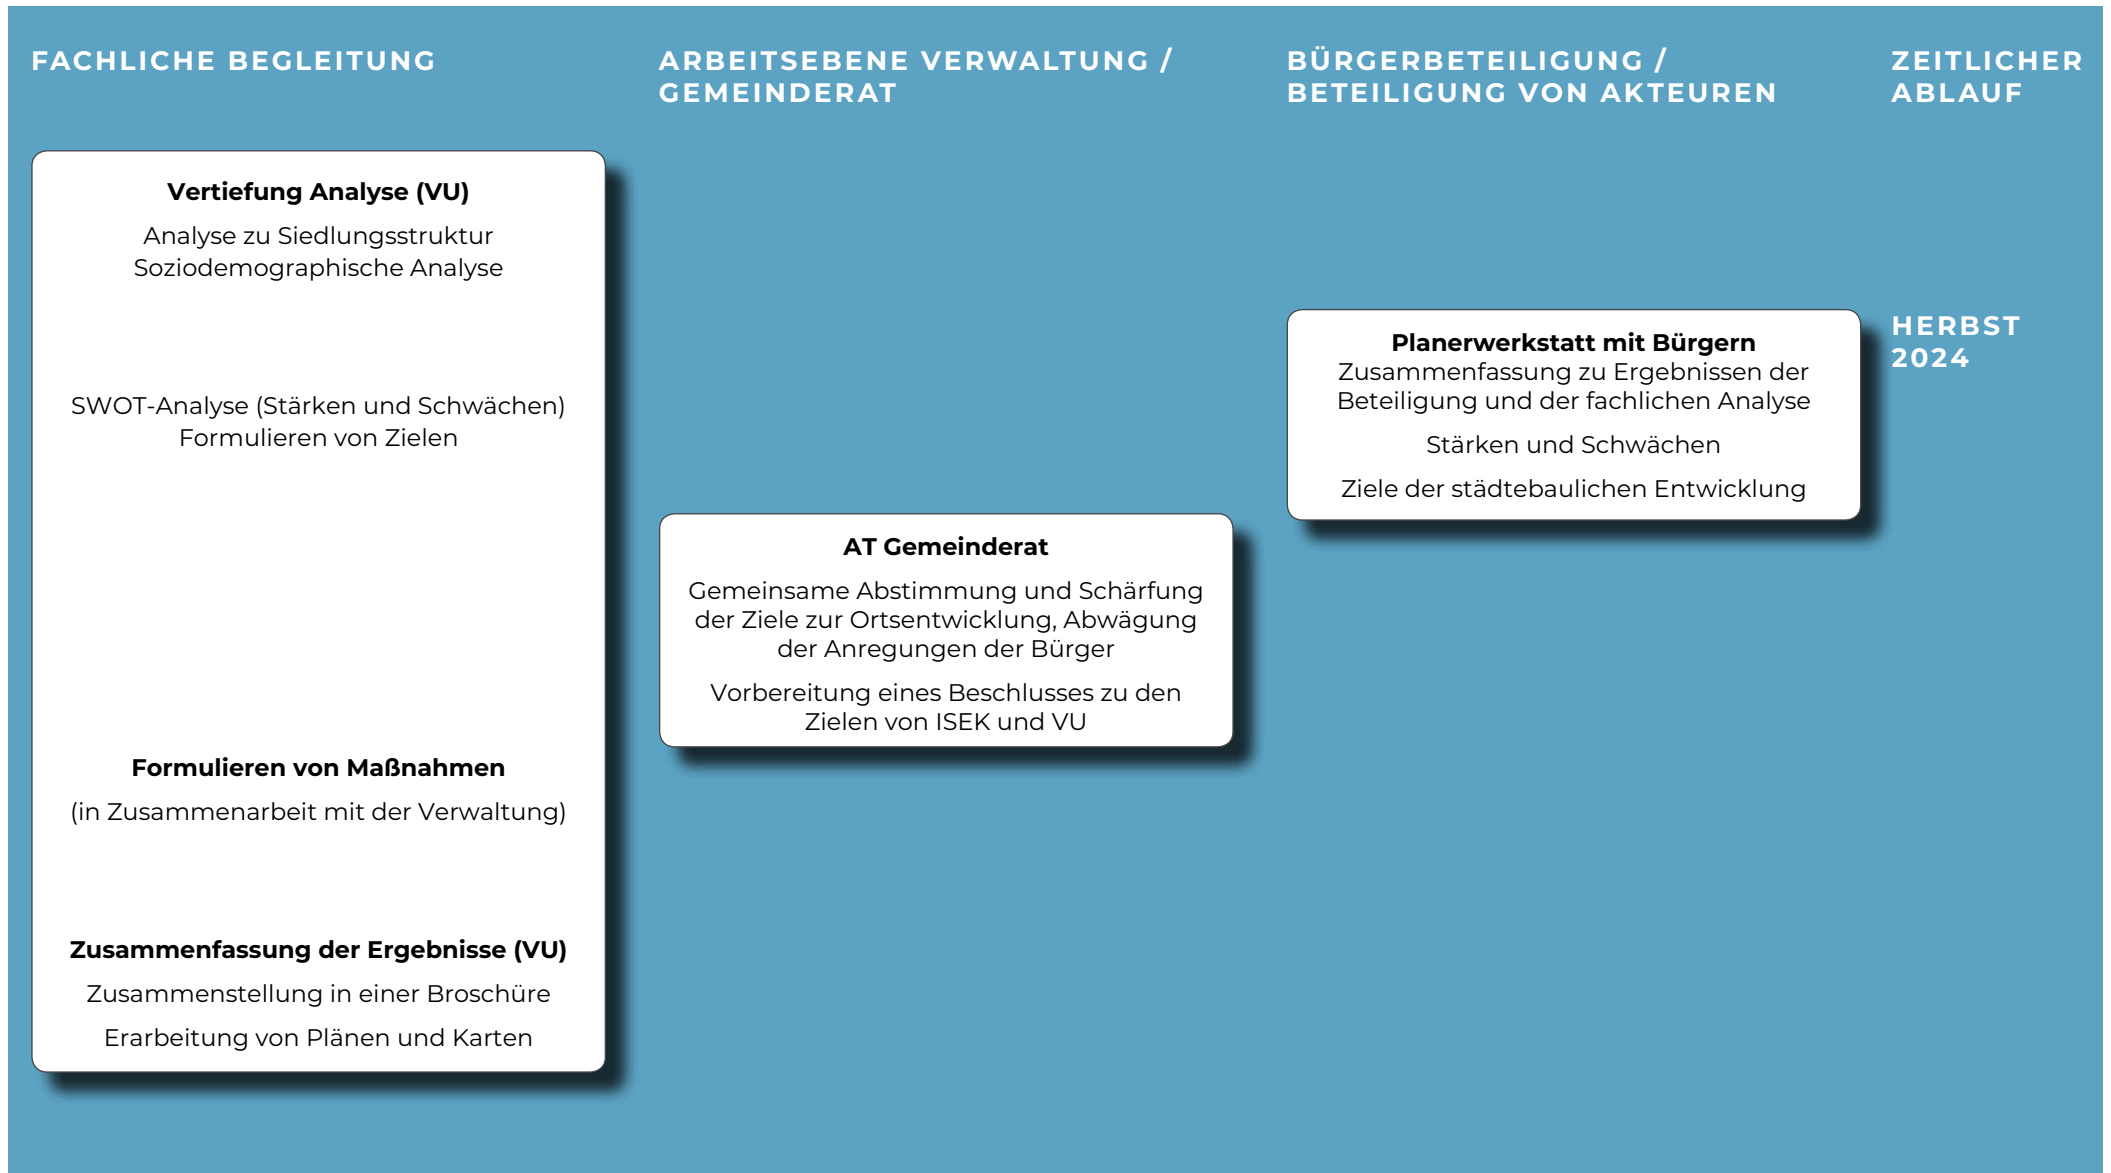 FACHLICHE BEGLEITUNG
ARBEITSEBENE VERWALTUNG /
GEMEINDERAT
BÜRGERBETEILIGUNG /
BETEILIGUNG VON AKTEUREN
ZEITLICHER
ABLAUF
Vertiefung Analyse (VU)
Analyse zu Siedlungsstruktur
Soziodemographische Analyse
SWOT-Analyse (Stärken und Schwächen)
Formulieren von Zielen
Formulieren von Maßnahmen
(in Zusammenarbeit mit der Verwaltung)
Zusammenfassung der Ergebnisse (VU)
Zusammenstellung in einer Broschüre
Erarbeitung von Plänen und Karten
AT Gemeinderat
Gemeinsame Abstimmung und Schärfung
der Ziele zur Ortsentwicklung, Abwägung
der Anregungen der Bürger
Vorbereitung eines Beschlusses zu den
Zielen von ISEK und VU
Planerwerkstatt mit Bürgern
Zusammenfassung zu Ergebnissen der
Beteiligung und der fachlichen Analyse
Stärken und Schwächen
Ziele der städtebaulichen Entwicklung
HERBST
2024